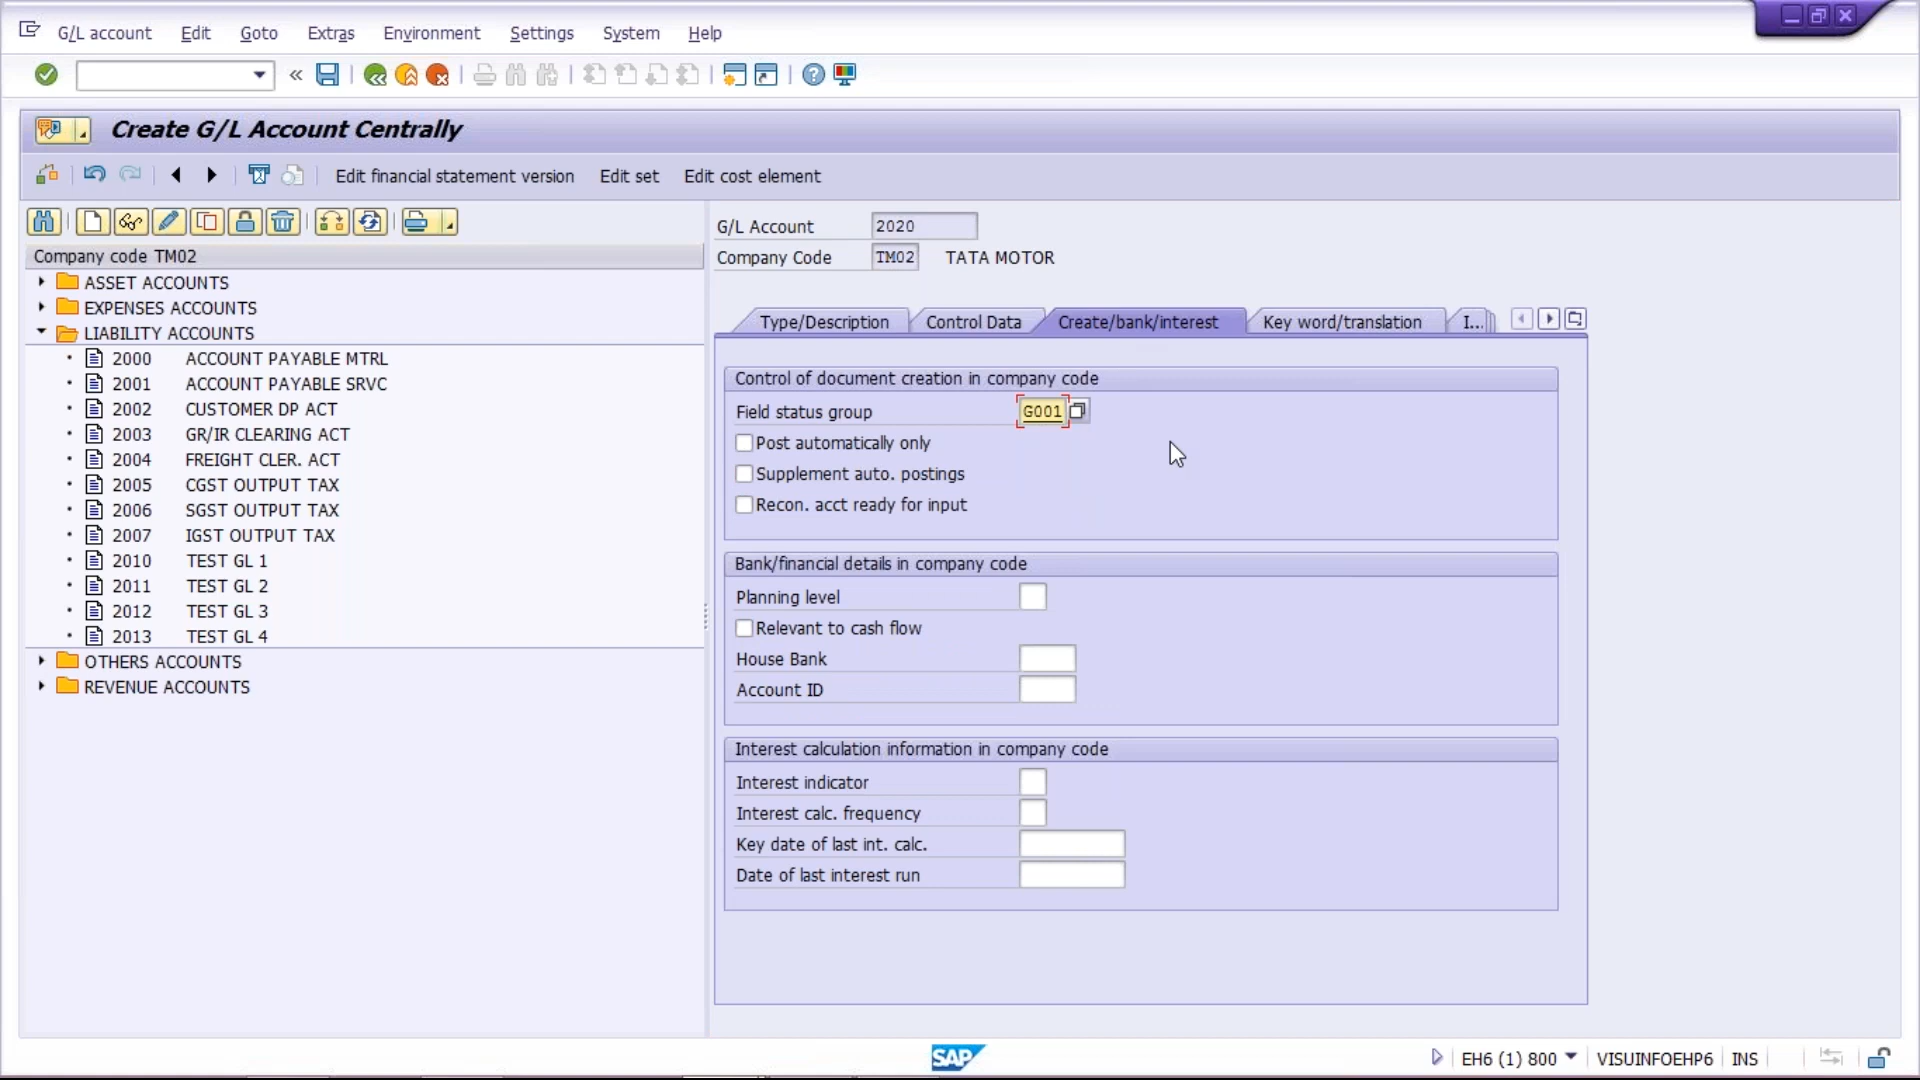 G/L account Edit Goto Extras Environment Settings System Help
Create G/L Account Centrally
Edit financial statement version Edit set Edit cost element
Company code TM02
ASSET ACCOUNTS
EXPENSES ACCOUNTS
LIABILITY ACCOUNTS
2000 ACCOUNT PAYABLE MTRL
2001 ACCOUNT PAYABLE SRVC
2002 CUSTOMER DP ACT
2003 GR/IR CLEARING ACT
2004 FREIGHT CLER. ACT
2005 CGST OUTPUT TAX
2006 SGST OUTPUT TAX
2007 IGST OUTPUT TAX
2010 TEST GL 1
2011 TEST GL 2
2012 TEST GL 3
2013 TEST GL 4
OTHERS ACCOUNTS
REVENUE ACCOUNTS
G/L Account 2020
Company Code TM02 TATA MOTOR
Type/Description Control Data Create/bank/interest Key word/translation I...
Control of document creation in company code
Field status group G001
Post automatically only
Supplement auto. postings
Recon. acct ready for input
Bank/financial details in company code
Planning level
Relevant to cash flow
House Bank
Account ID
Interest calculation information in company code
Interest indicator
Interest calc. frequency
Key date of last int. calc.
Date of last interest run
SAP
EH6 (1) 800 VISUINFOEHP6 INS